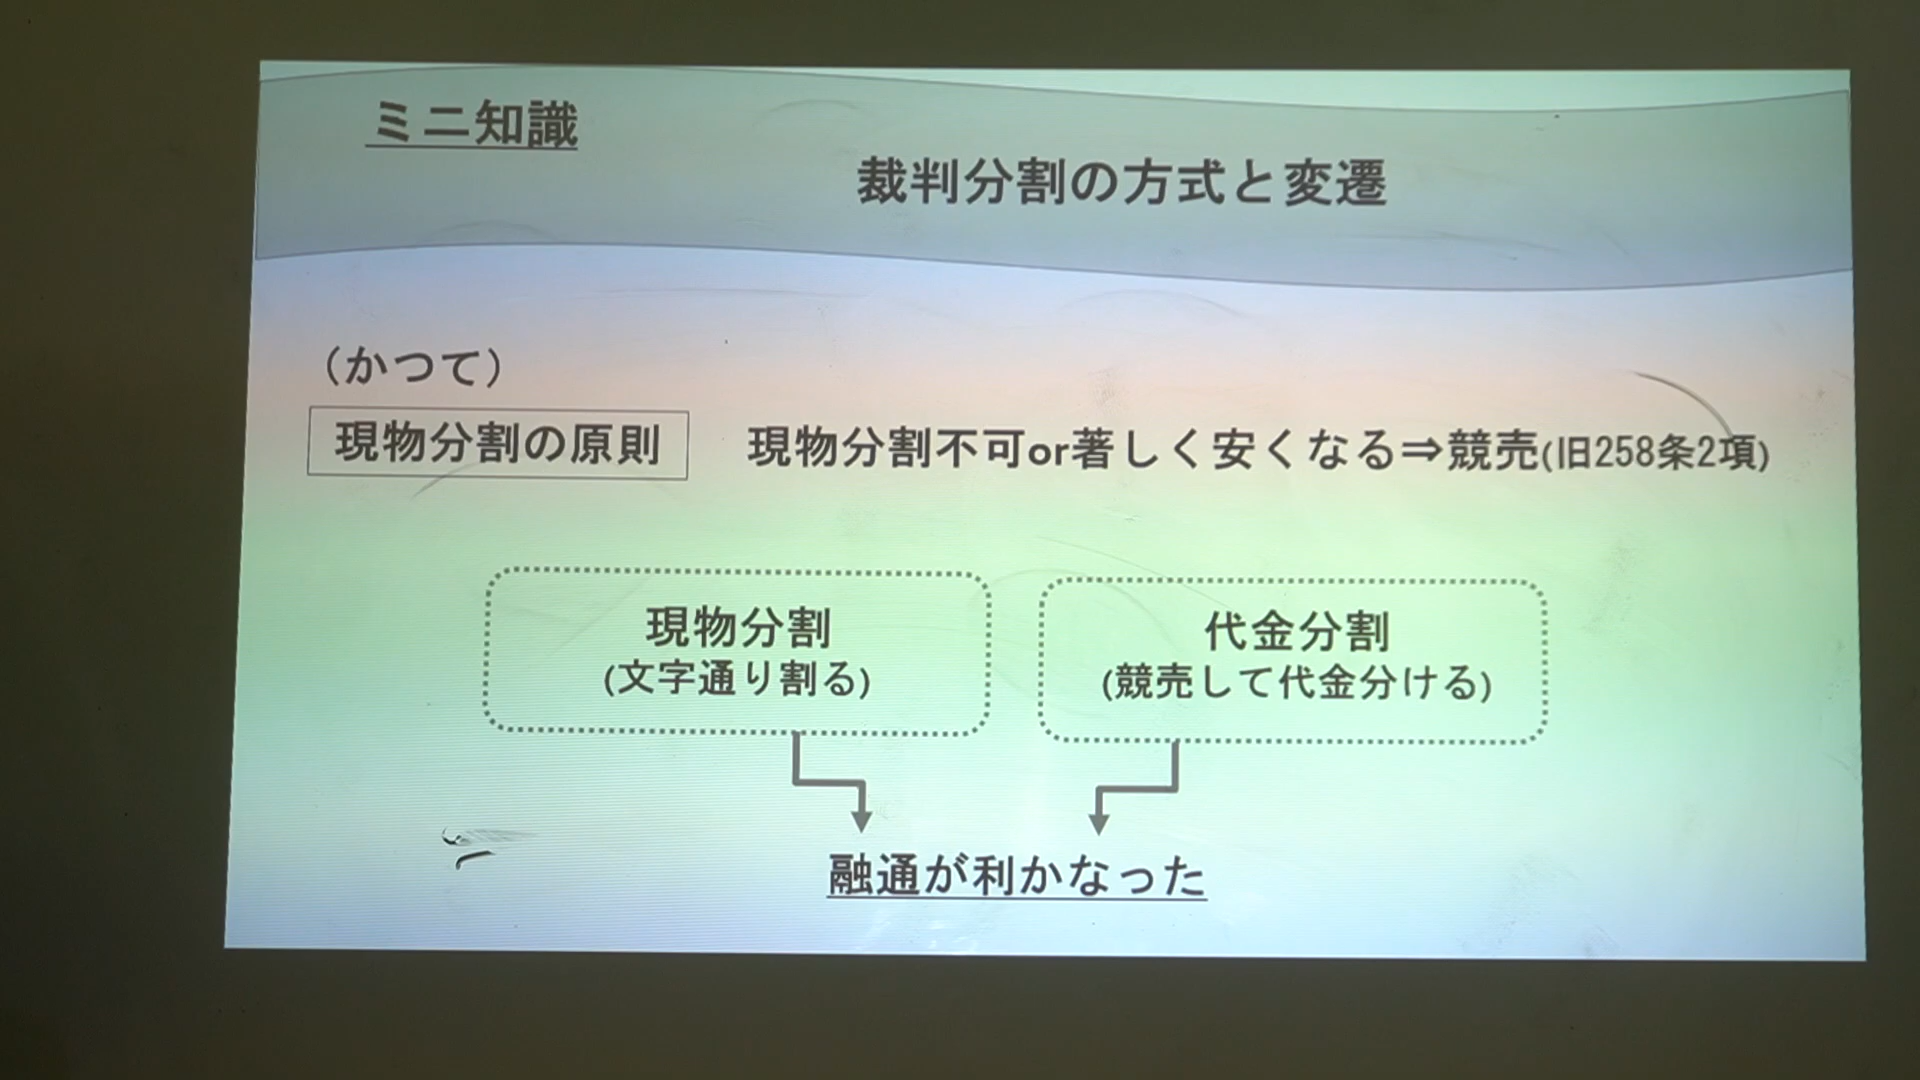 ミニ知識
裁判分割の方式と変遷
(かつて)
現物分割の原則
現物分割不可or著しく安くなる⇒競売(旧258条2項)
現物分割
(文字通り割る)
代金分割
(競売して代金分ける)
融通が利かなった